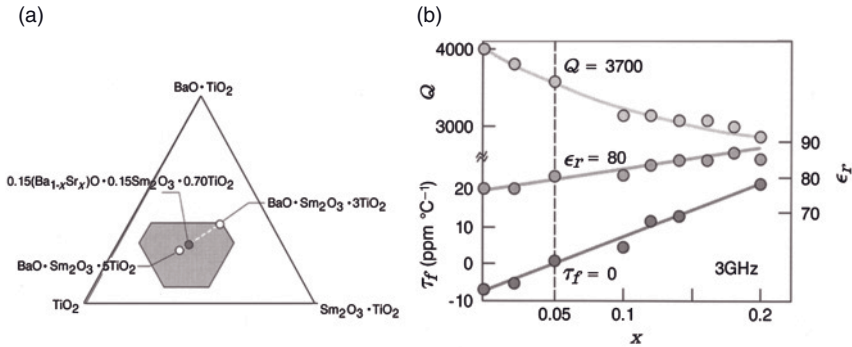 (a)
BaO·TiO₂
0.15(Ba₁₋ₓSrₓ)O·0.15Sm₂O₃·0.70TiO₂
BaO·Sm₂O₃·3TiO₂
BaO·Sm₂O₃·5TiO₂
TiO₂
Sm₂O₃·TiO₂
(b)
4000
Q = 3700
Q
3000
90
εᵣ = 80
εᵣ
20
80
10
70
τ_f (ppm °C⁻¹)
0
τ_f = 0
3GHz
-10
0.05
0.1
0.2
x